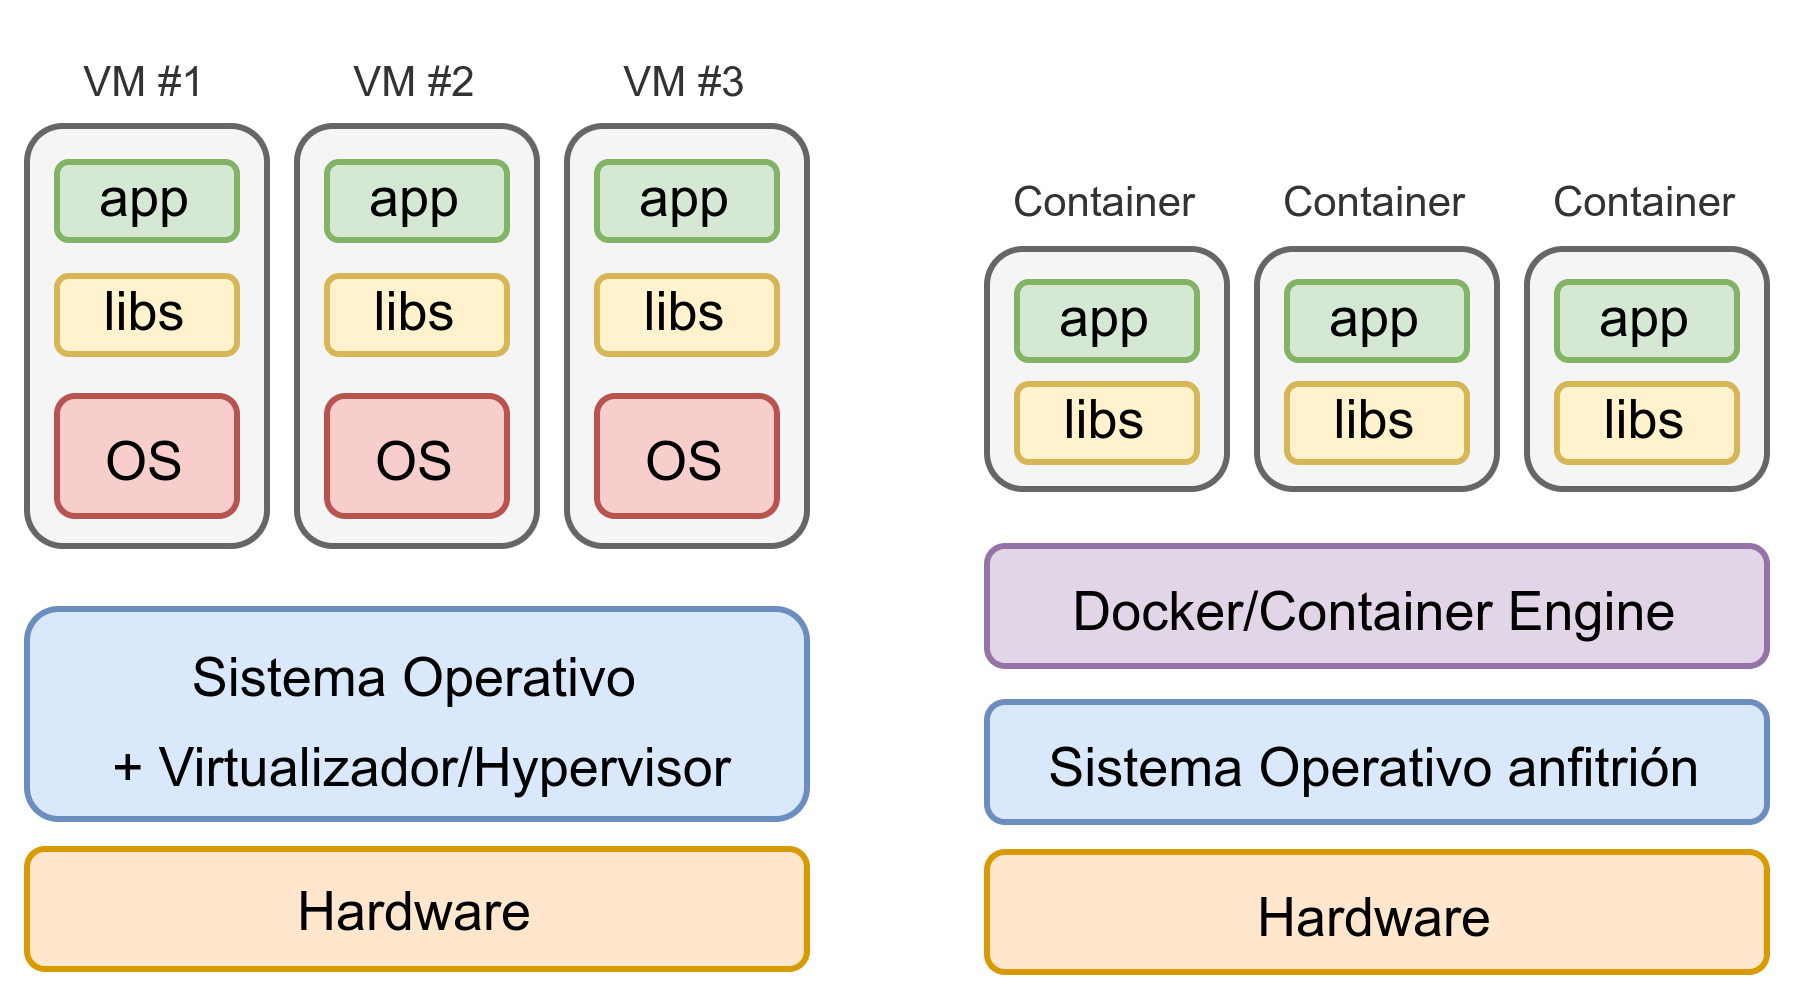 VM #1
VM #2
VM #3
app
app
app
libs
libs
libs
OS
OS
OS
Sistema Operativo
+ Virtualizador/Hypervisor
Hardware
Container
Container
Container
app
app
app
libs
libs
libs
Docker/Container Engine
Sistema Operativo anfitrión
Hardware